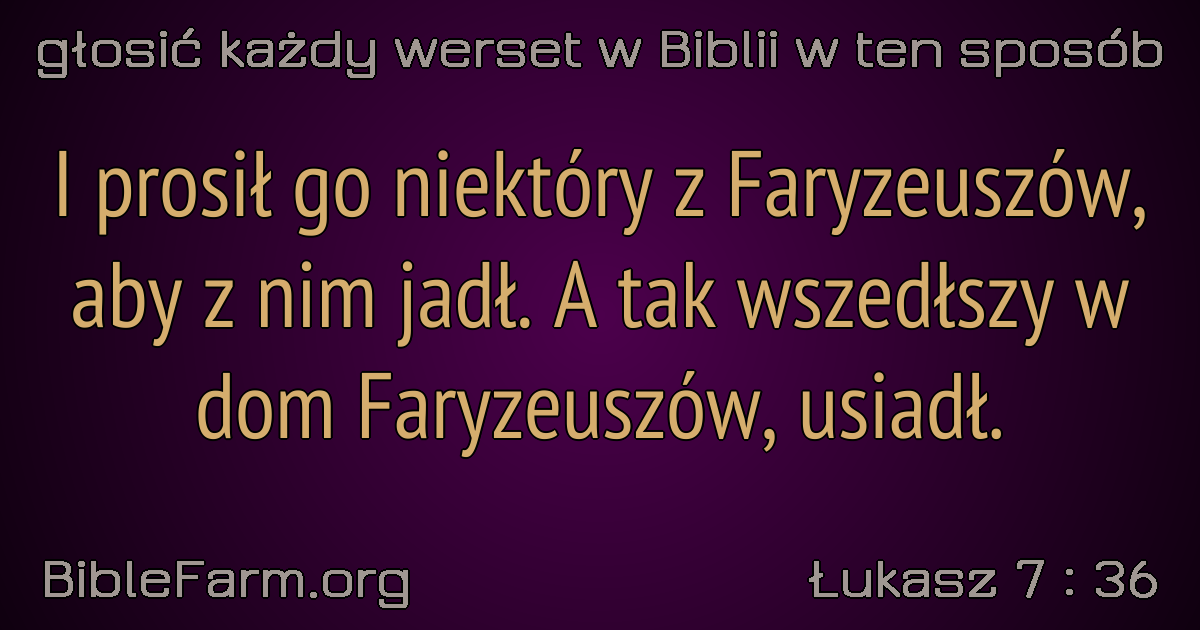 głosić każdy werset w Biblii w ten sposób
I prosił go niektóry z Faryzeuszów,
aby z nim jadł. A tak wszedłszy w
dom Faryzeuszów, usiadł.
BibleFarm.org
Łukasz 7 : 36